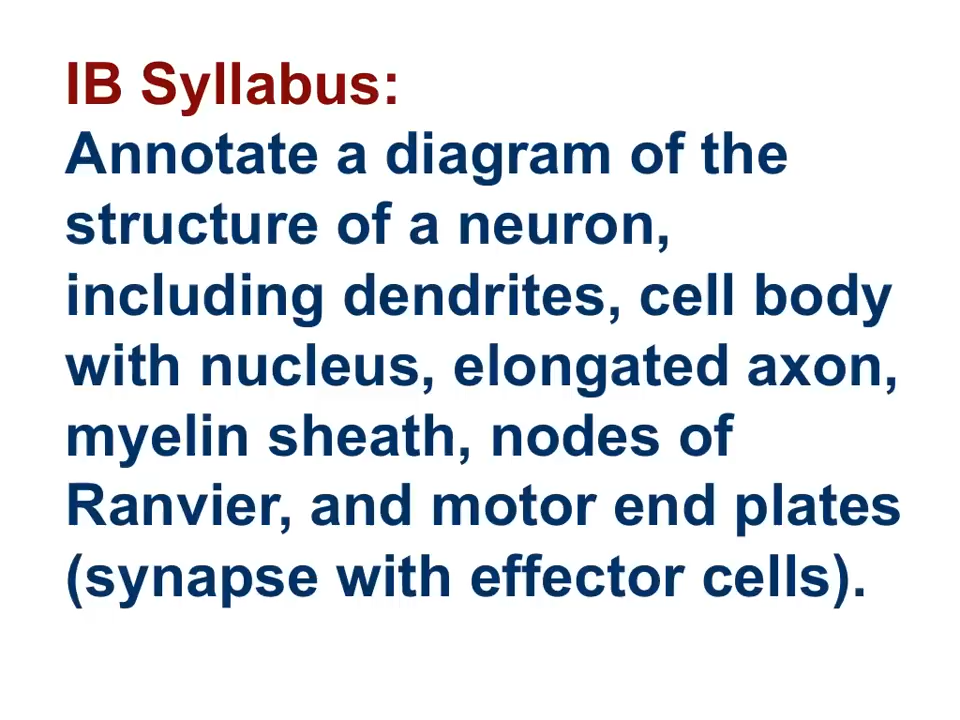 IB Syllabus:
Annotate a diagram of the
structure of a neuron,
including dendrites, cell body
with nucleus, elongated axon,
myelin sheath, nodes of
Ranvier, and motor end plates
(synapse with effector cells).